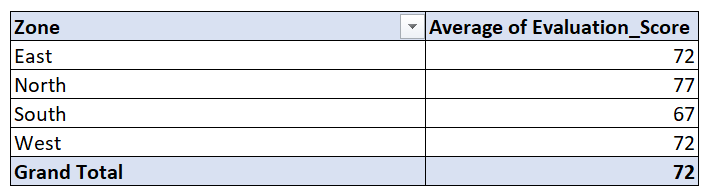 Zone Average of Evaluation_Score
East 72
North 77
South 67
West 72
Grand Total 72